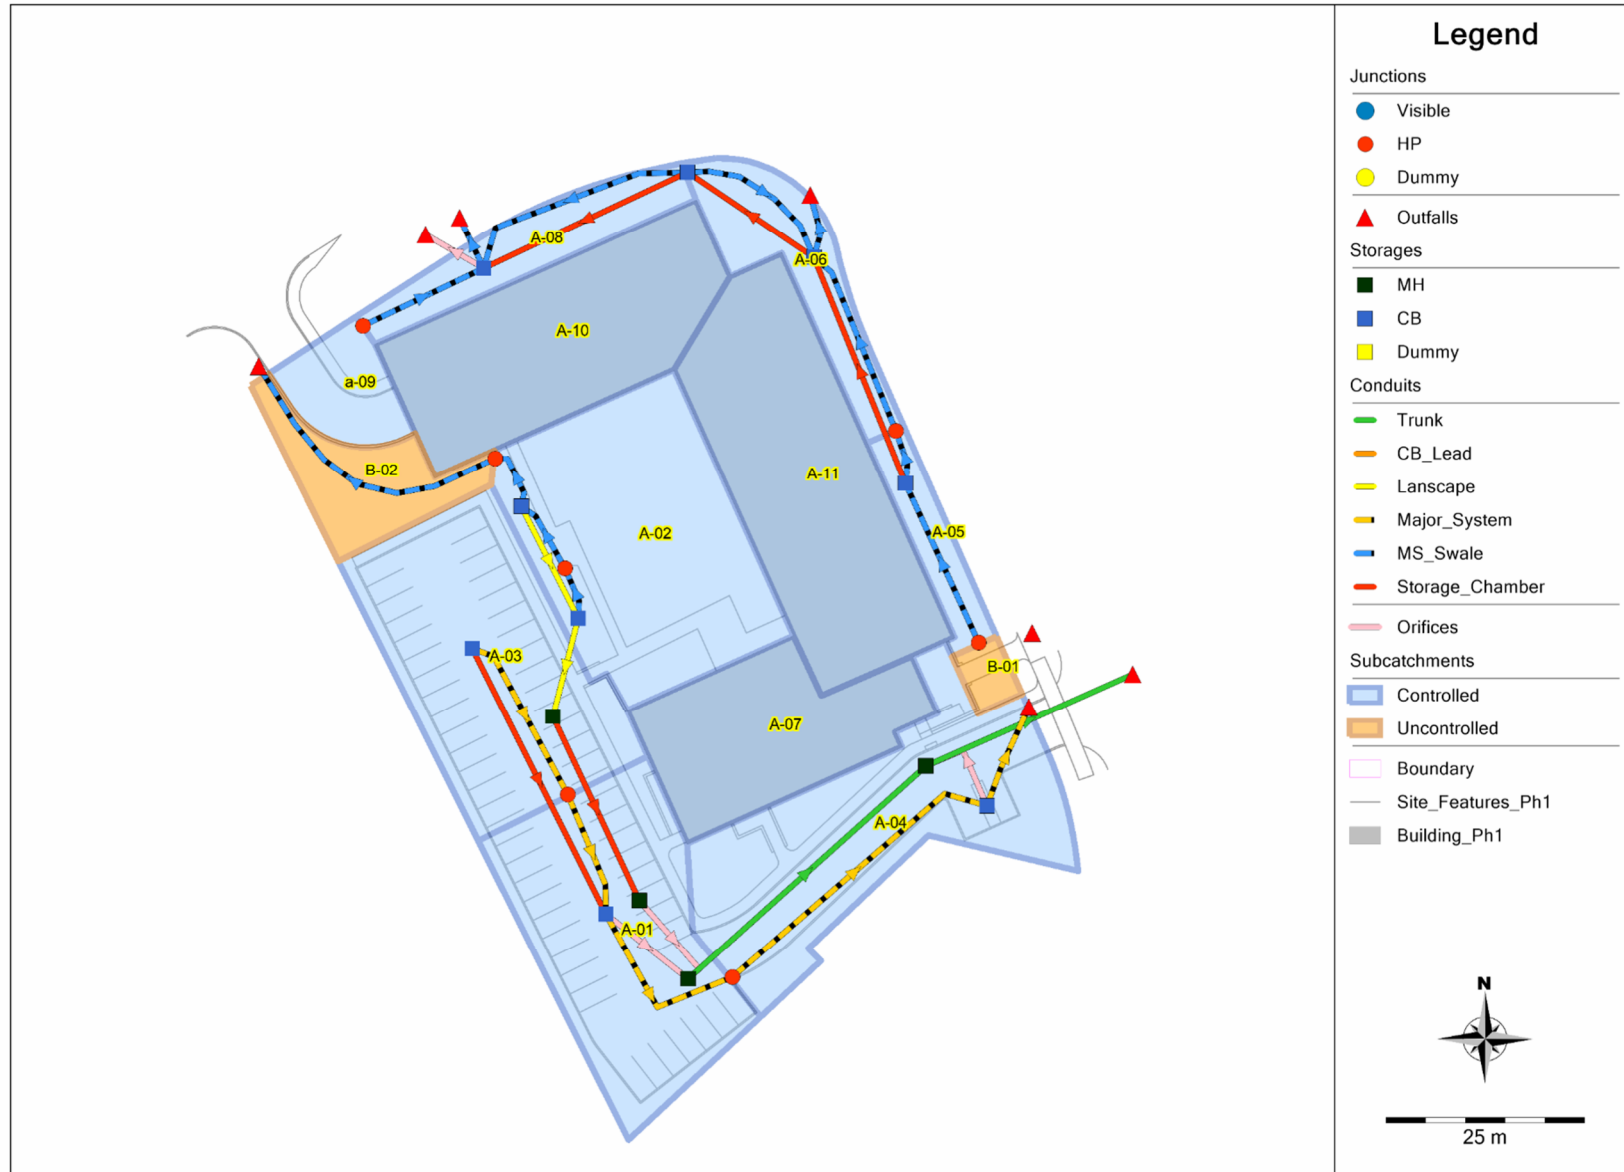 Legend
Junctions
Visible
HP
Dummy
Outfalls
Storages
MH
CB
Dummy
Conduits
Trunk
CB_Lead
Lanscape
Major_System
MS_Swale
Storage_Chamber
Orifices
Subcatchments
Controlled
Uncontrolled
Boundary
Site_Features_Ph1
Building_Ph1
N
25 m
A-08
A-06
A-10
a-09
B-02
A-11
A-02
A-05
A-03
B-01
A-07
A-04
A-01